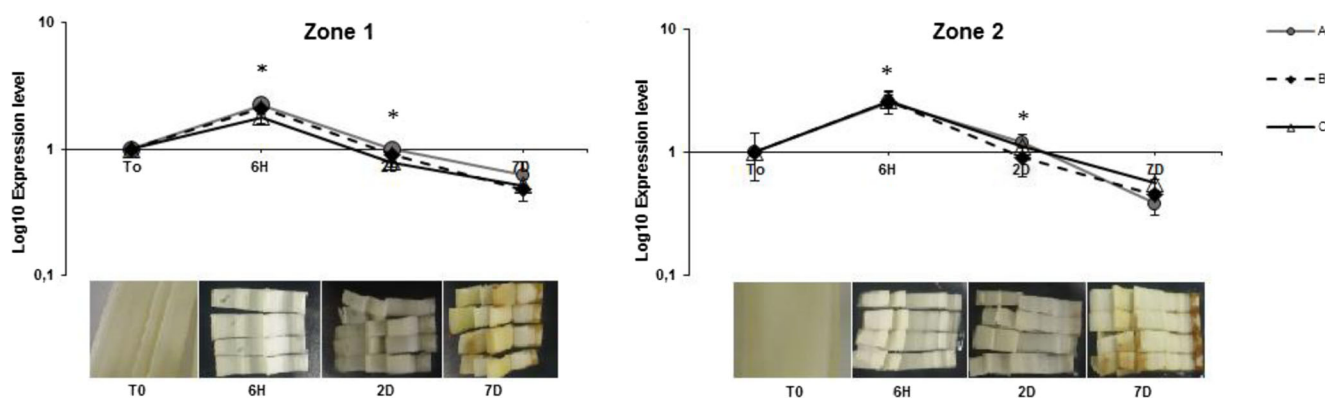 10
Zone 1
*
*
1
To
6H
2D
7D
0,1
Log10 Expression level
T0
6H
2D
7D
10
Zone 2
*
*
1
To
6H
2D
7D
0,1
Log10 Expression level
T0
6H
2D
7D
A
B